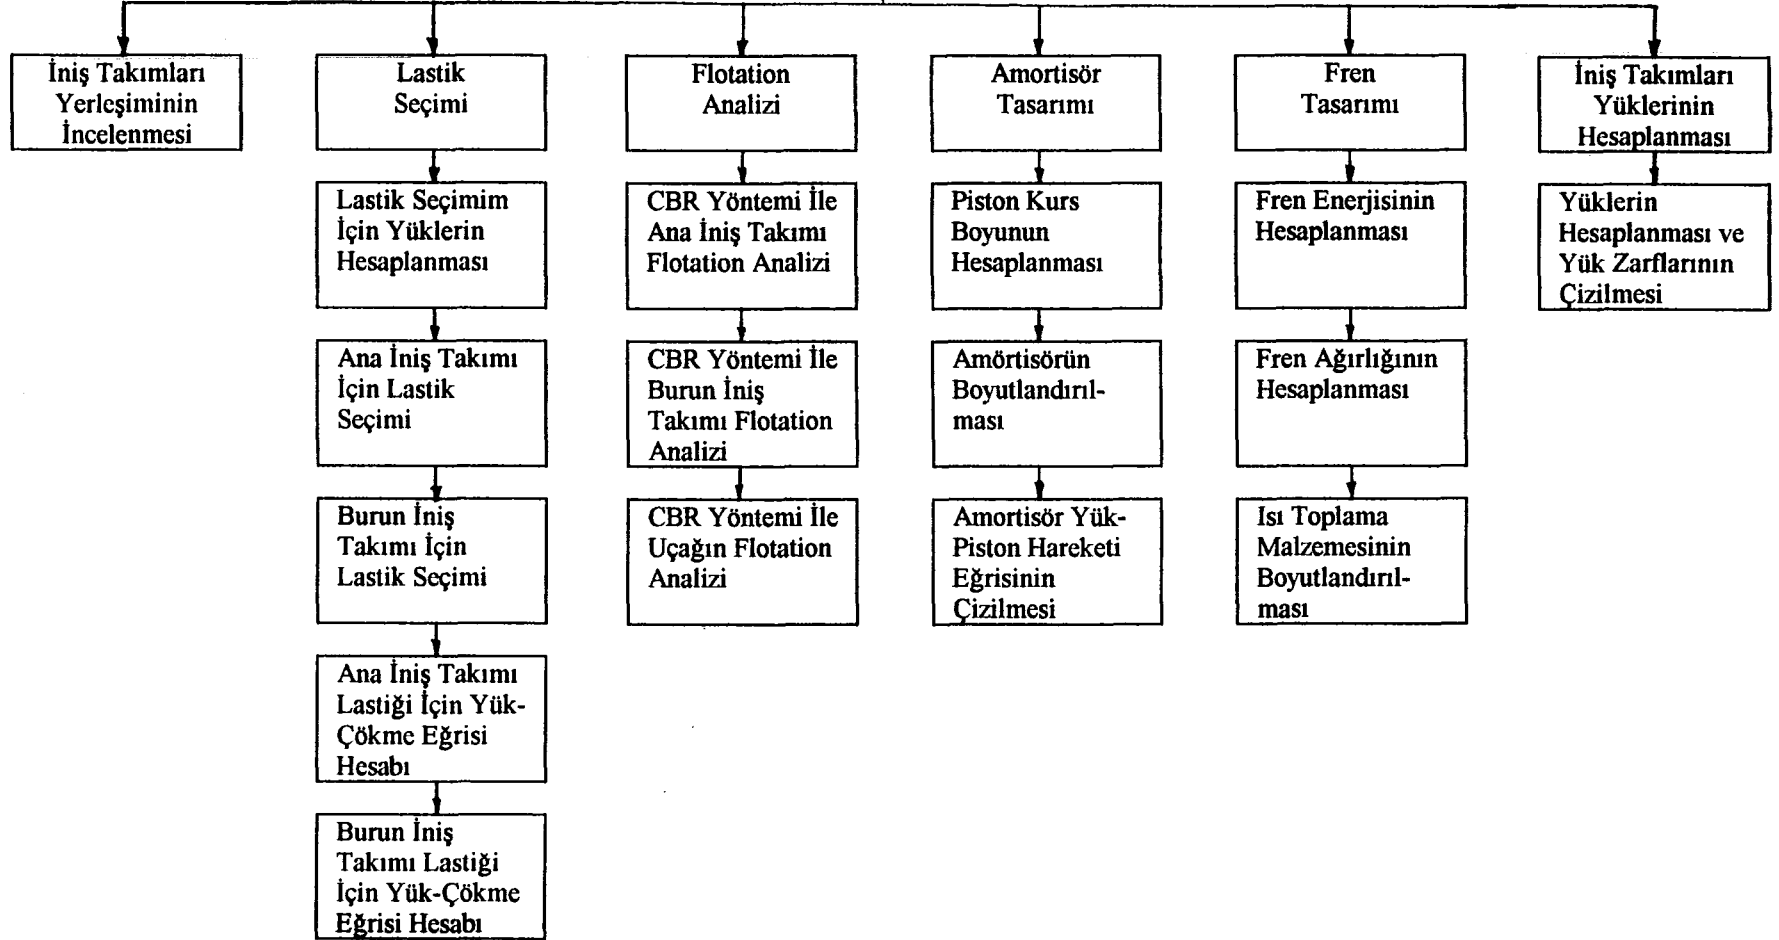 İniş Takımları
Yerleşiminin
İncelenmesi
Lastik
Seçimi
Flotation
Analizi
Amortisör
Tasarımı
Fren
Tasarımı
İniş Takımları
Yüklerinin
Hesaplanması
Lastik Seçimim
İçin Yüklerin
Hesaplanması
CBR Yöntemi İle
Ana İniş Takımı
Flotation Analizi
Piston Kurs
Boyunun
Hesaplanması
Fren Enerjisinin
Hesaplanması
Yüklerin
Hesaplanması ve
Yük Zarflarının
Çizilmesi
Ana İniş Takımı
İçin Lastik
Seçimi
CBR Yöntemi İle
Burun İniş
Takımı Flotation
Analizi
Amörtisörün
Boyutlandırıl-
ması
Fren Ağırlığının
Hesaplanması
Burun İniş
Takımı İçin
Lastik Seçimi
CBR Yöntemi İle
Uçağın Flotation
Analizi
Amortisör Yük-
Piston Hareketi
Eğrisinin
Çizilmesi
Isı Toplama
Malzemesinin
Boyutlandırıl-
ması
Ana İniş Takımı
Lastiği İçin Yük-
Çökme Eğrisi
Hesabı
Burun İniş
Takımı Lastiği
İçin Yük-Çökme
Eğrisi Hesabı